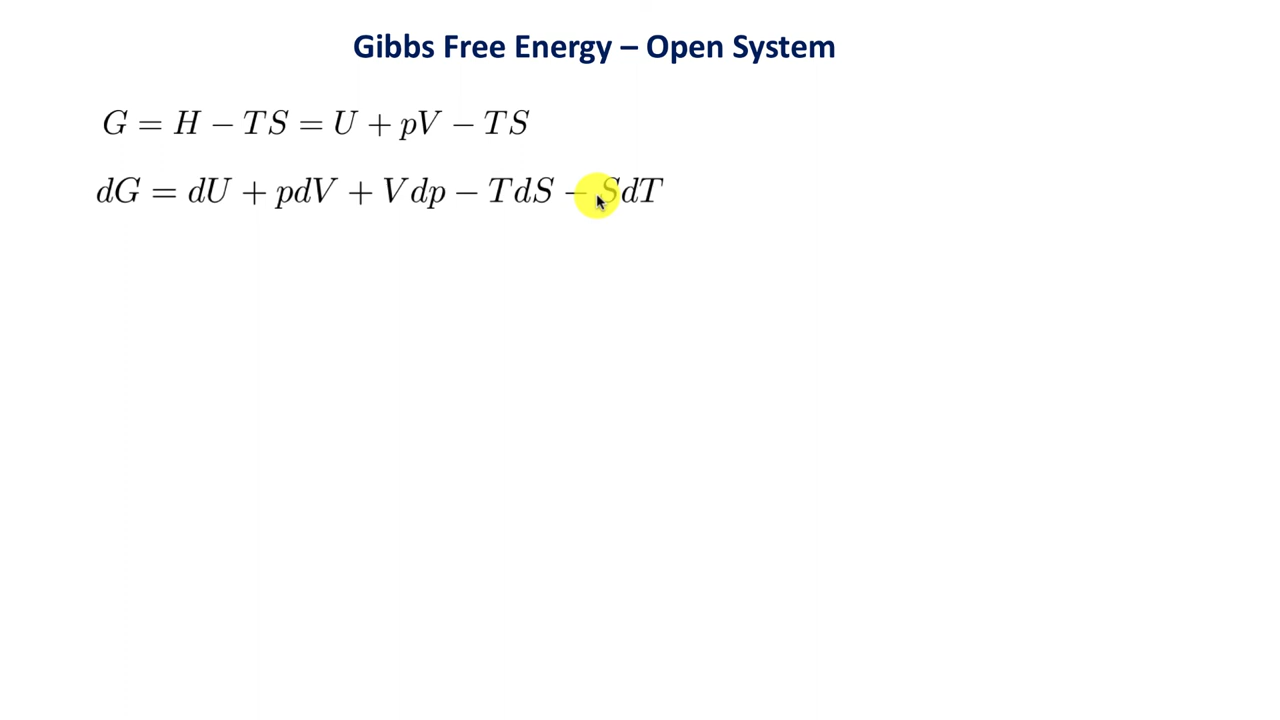 Gibbs Free Energy – Open System
G = H − TS = U + pV − TS
dG = dU + pdV + Vdp − TdS − SdT